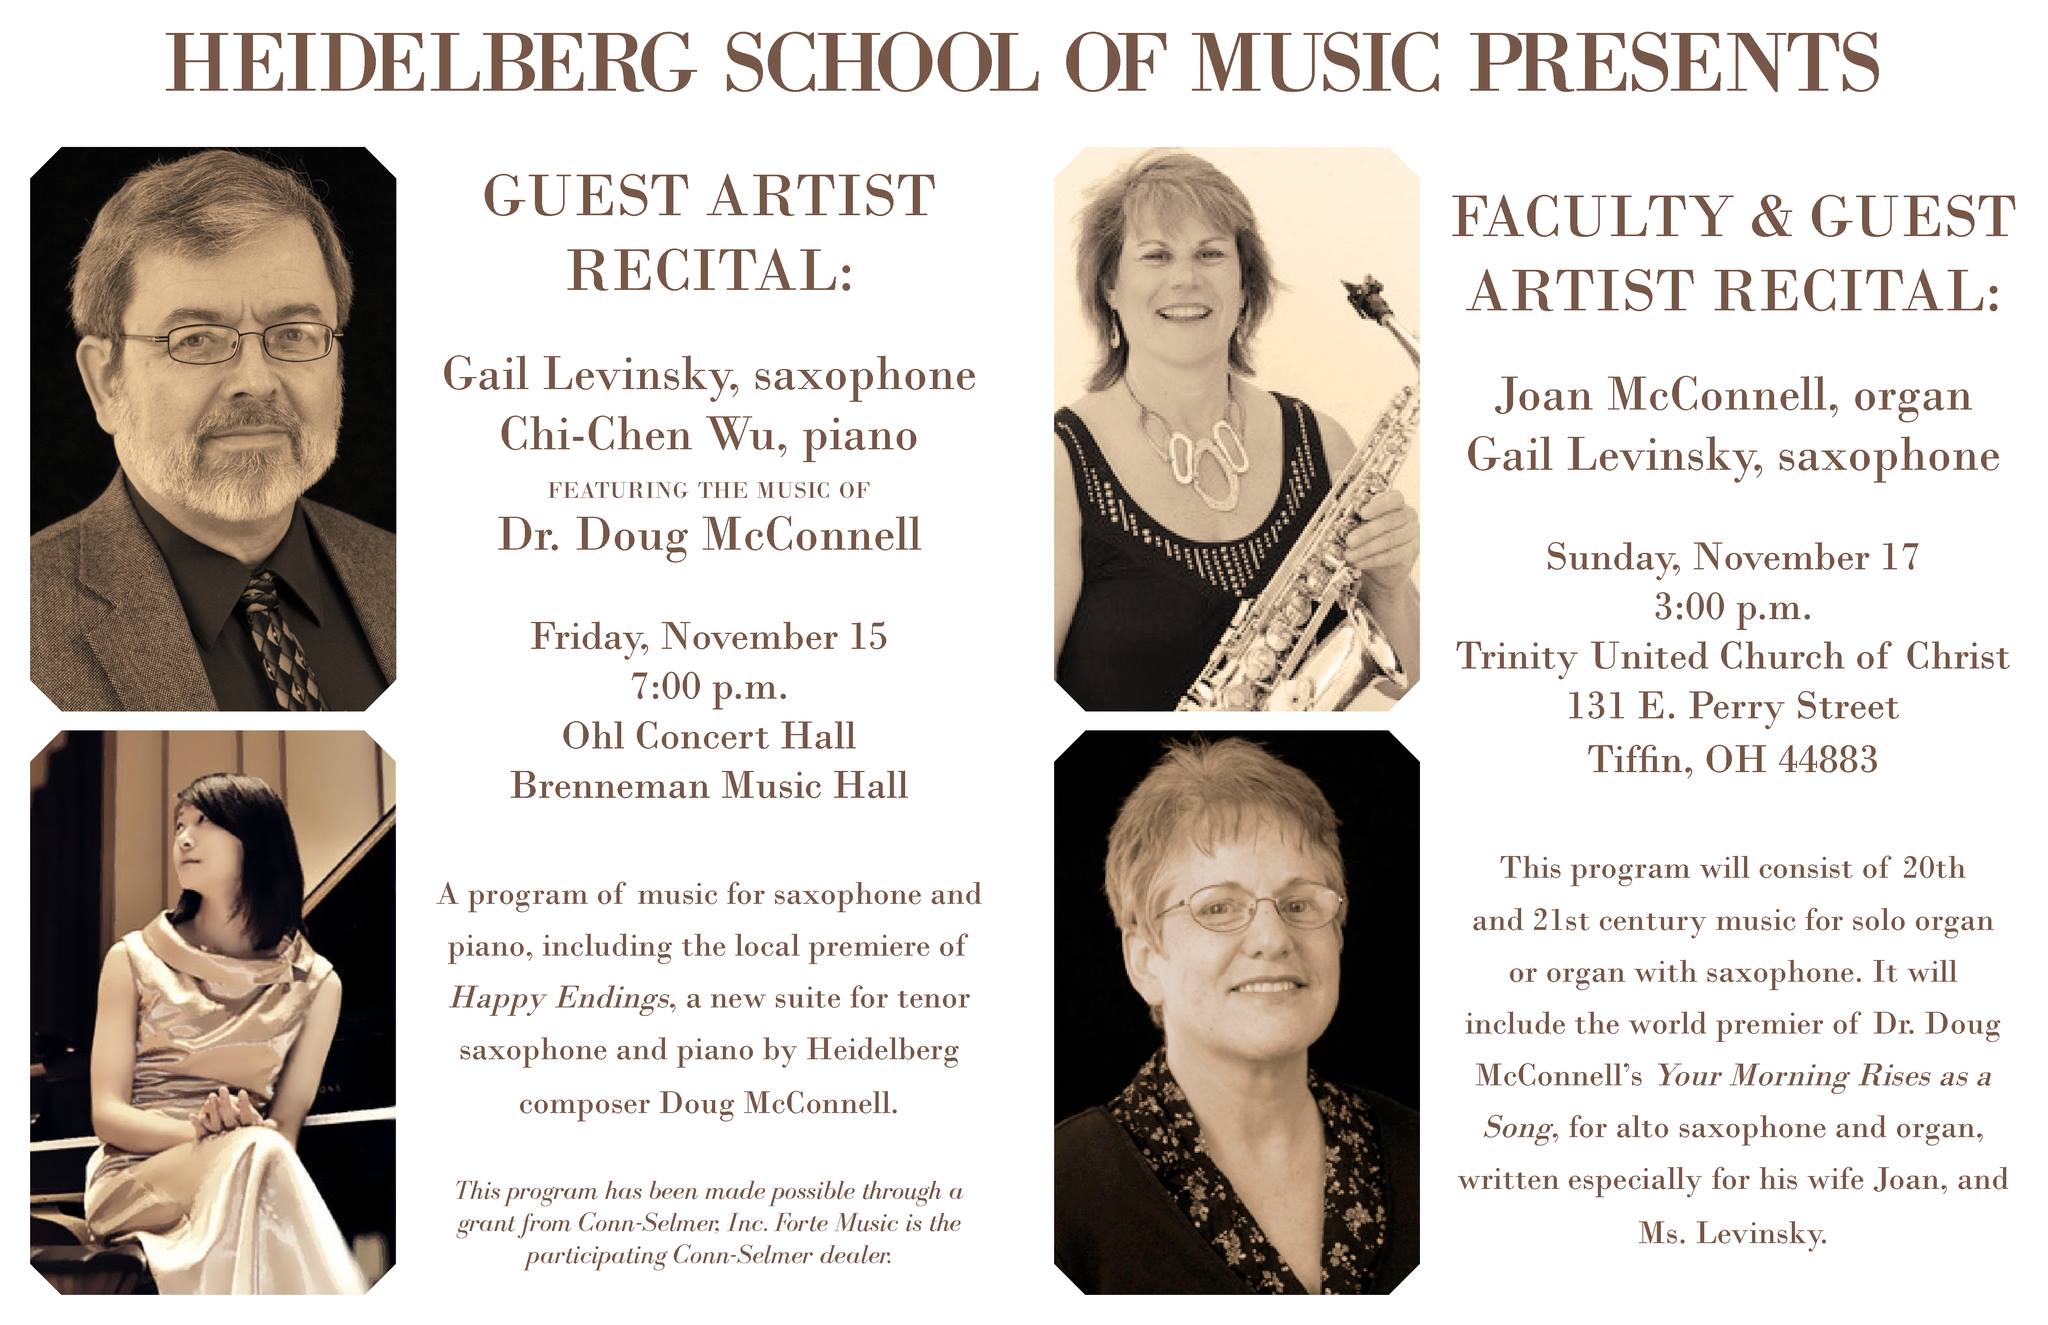 HEIDELBERG SCHOOL OF MUSIC PRESENTS
GUEST ARTIST
RECITAL:
Gail Levinsky, saxophone
Chi-Chen Wu, piano
FEATURING THE MUSIC OF
Dr. Doug McConnell
Friday, November 15
7:00 p.m.
Ohl Concert Hall
Brenneman Music Hall
A program of music for saxophone and
piano, including the local premiere of
Happy Endings, a new suite for tenor
saxophone and piano by Heidelberg
composer Doug McConnell.
This program has been made possible through a
grant from Conn-Selmer, Inc. Forte Music is the
participating Conn-Selmer dealer.
FACULTY & GUEST
ARTIST RECITAL:
Joan McConnell, organ
Gail Levinsky, saxophone
Sunday, November 17
3:00 p.m.
Trinity United Church of Christ
131 E. Perry Street
Tiffin, OH 44883
This program will consist of 20th
and 21st century music for solo organ
or organ with saxophone. It will
include the world premier of Dr. Doug
McConnell's Your Morning Rises as a
Song, for alto saxophone and organ,
written especially for his wife Joan, and
Ms. Levinsky.